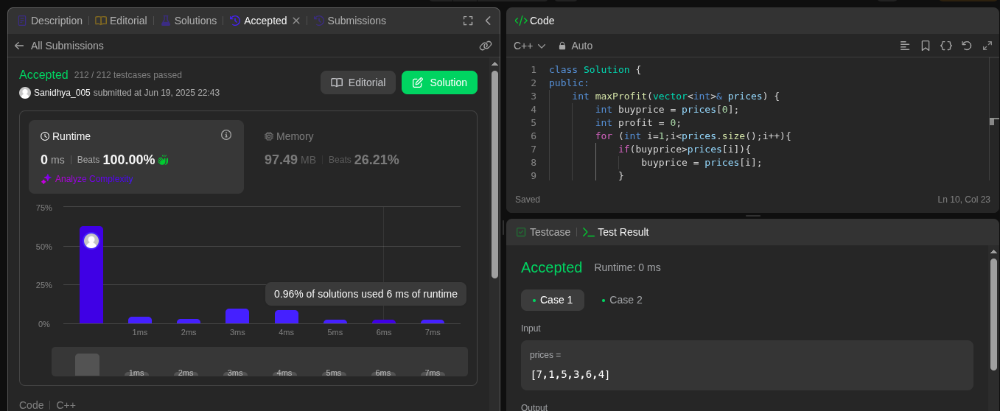 Description | Editorial | Solutions | Accepted | Submissions
All Submissions
Accepted 212 / 212 testcases passed
Sanidhya_005 submitted at Jun 19, 2025 22:43
Editorial
Solution
Runtime
0 ms | Beats 100.00%
Analyze Complexity
Memory
97.49 MB | Beats 26.21%
75%
50%
25%
0%
0.96% of solutions used 6 ms of runtime
1ms 2ms 3ms 4ms 5ms 6ms 7ms
1ms 2ms 3ms 4ms 5ms 6ms 7ms
Code | C++
</> Code
C++ Auto
1 class Solution {
2 public:
3     int maxProfit(vector<int>& prices) {
4         int buyprice = prices[0];
5         int profit = 0;
6         for (int i=1;i<prices.size();i++){
7             if(buyprice>prices[i]){
8                 buyprice = prices[i];
9             }
Saved
Ln 10, Col 23
Testcase | Test Result
Accepted Runtime: 0 ms
• Case 1 • Case 2
Input
prices =
[7,1,5,3,6,4]
Output